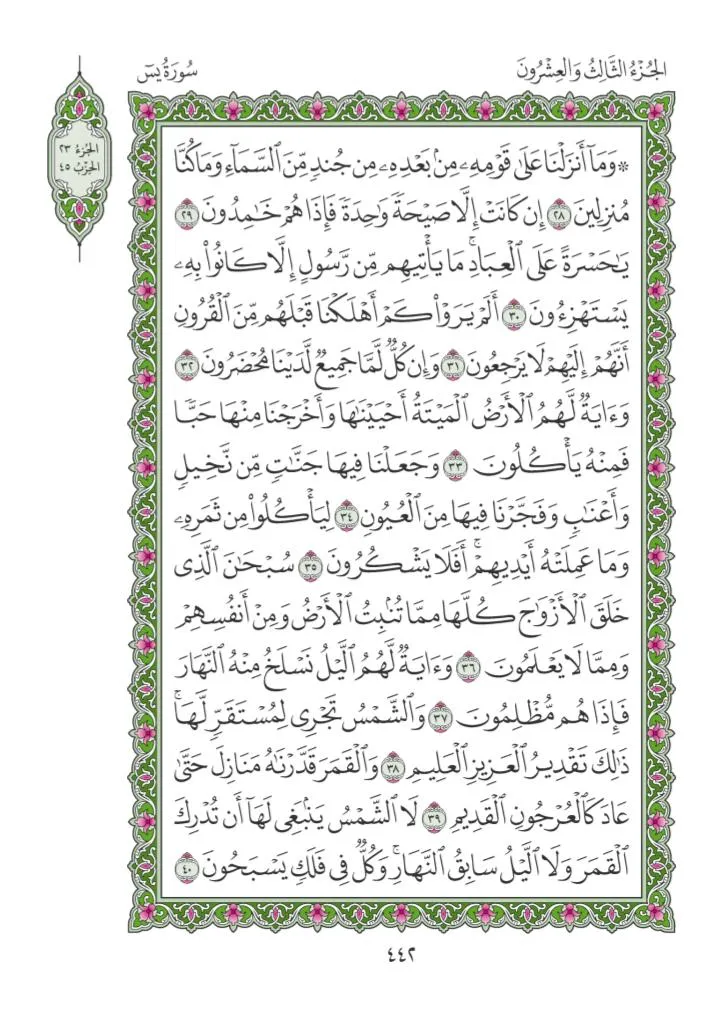 الجُزْءُ الثَّالِثُ وَالعِشْرُونَ
سُورَةُ يسٓ
الجُزْءُ ٢٣
الحِزْبُ ٤٥
۞ وَمَآ أَنزَلْنَا عَلَىٰ قَوْمِهِۦ مِنۢ بَعْدِهِۦ مِن جُندٍ مِّنَ ٱلسَّمَآءِ وَمَا كُنَّا
مُنزِلِينَ ٢٨ إِن كَانَتْ إِلَّا صَيْحَةً وَٰحِدَةً فَإِذَا هُمْ خَٰمِدُونَ ٢٩
يَٰحَسْرَةً عَلَى ٱلْعِبَادِۚ مَا يَأْتِيهِم مِّن رَّسُولٍ إِلَّا كَانُوا۟ بِهِۦ
يَسْتَهْزِءُونَ ٣٠ أَلَمْ يَرَوْا۟ كَمْ أَهْلَكْنَا قَبْلَهُم مِّنَ ٱلْقُرُونِ
أَنَّهُمْ إِلَيْهِمْ لَا يَرْجِعُونَ ٣١ وَإِن كُلٌّ لَّمَّا جَمِيعٌ لَّدَيْنَا مُحْضَرُونَ ٣٢
وَءَايَةٌ لَّهُمُ ٱلْأَرْضُ ٱلْمَيْتَةُ أَحْيَيْنَٰهَا وَأَخْرَجْنَا مِنْهَا حَبًّا
فَمِنْهُ يَأْكُلُونَ ٣٣ وَجَعَلْنَا فِيهَا جَنَّٰتٍ مِّن نَّخِيلٍ
وَأَعْنَٰبٍ وَفَجَّرْنَا فِيهَا مِنَ ٱلْعُيُونِ ٣٤ لِيَأْكُلُوا۟ مِن ثَمَرِهِۦ
وَمَا عَمِلَتْهُ أَيْدِيهِمْۚ أَفَلَا يَشْكُرُونَ ٣٥ سُبْحَٰنَ ٱلَّذِى
خَلَقَ ٱلْأَزْوَٰجَ كُلَّهَا مِمَّا تُنۢبِتُ ٱلْأَرْضُ وَمِنْ أَنفُسِهِمْ
وَمِمَّا لَا يَعْلَمُونَ ٣٦ وَءَايَةٌ لَّهُمُ ٱلَّيْلُ نَسْلَخُ مِنْهُ ٱلنَّهَارَ
فَإِذَا هُم مُّظْلِمُونَ ٣٧ وَٱلشَّمْسُ تَجْرِى لِمُسْتَقَرٍّ لَّهَاۚ
ذَٰلِكَ تَقْدِيرُ ٱلْعَزِيزِ ٱلْعَلِيمِ ٣٨ وَٱلْقَمَرَ قَدَّرْنَٰهُ مَنَازِلَ حَتَّىٰ
عَادَ كَٱلْعُرْجُونِ ٱلْقَدِيمِ ٣٩ لَا ٱلشَّمْسُ يَنۢبَغِى لَهَآ أَن تُدْرِكَ
ٱلْقَمَرَ وَلَا ٱلَّيْلُ سَابِقُ ٱلنَّهَارِۚ وَكُلٌّ فِى فَلَكٍ يَسْبَحُونَ ٤٠
٤٤٢